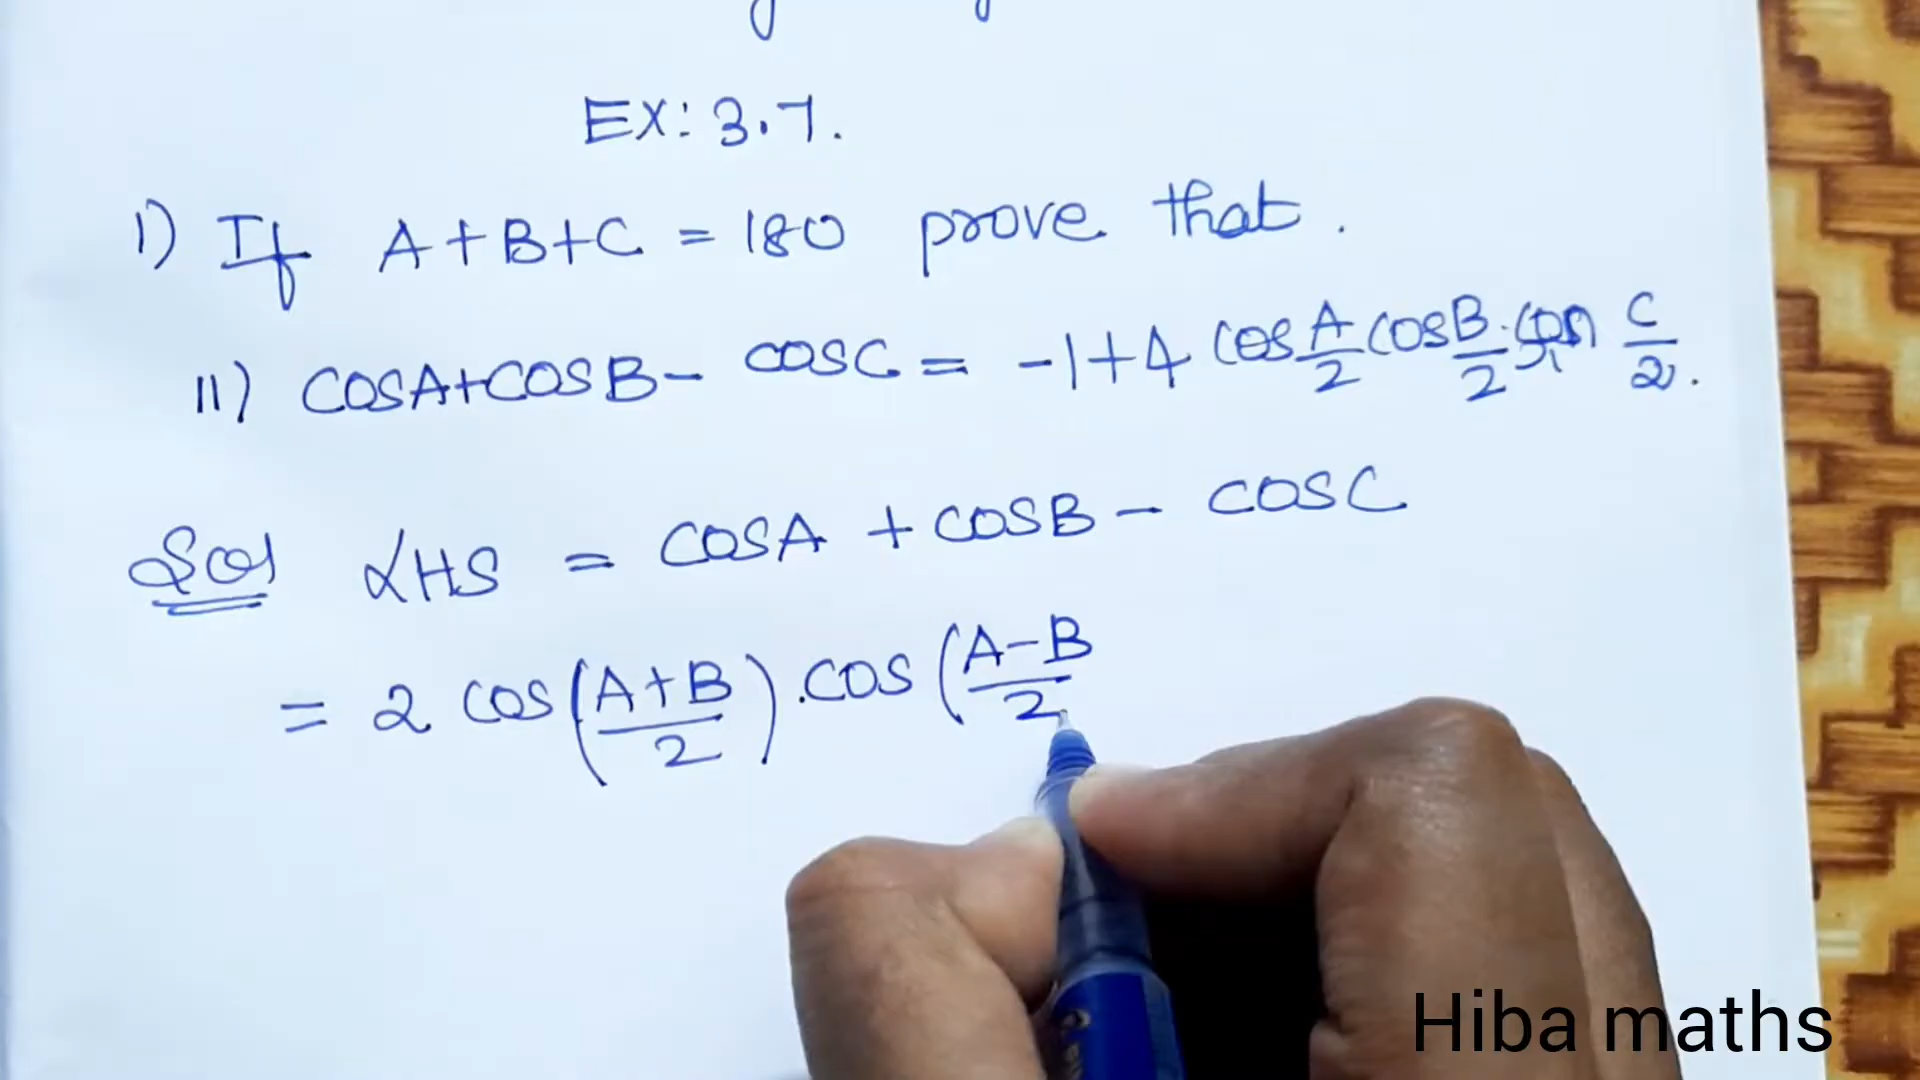 EX: 3.7.
1) If A+B+C = 180 prove that.
11) COSA+COSB- COSC = -1+4 cos A/2 cos B/2 . sin C/2.
Sol LHS = COSA + COSB - COSC
= 2 cos (A+B/2) . cos (A-B/2
Hiba maths